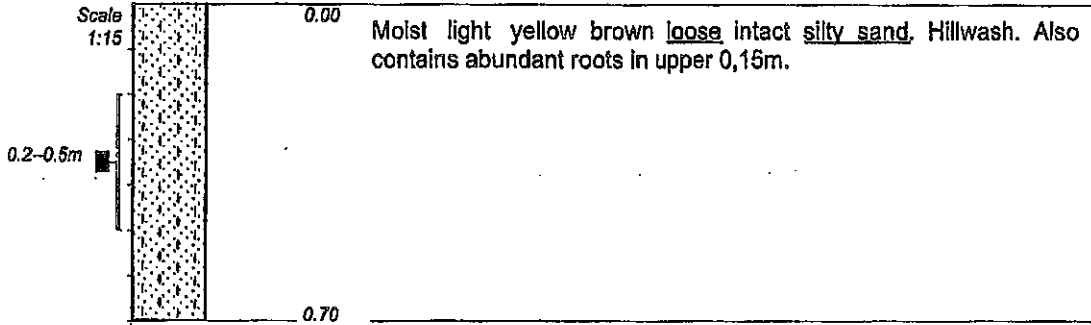 Scale
1:15
0.00
Moist light yellow brown loose intact silty sand. Hillwash. Also
contains abundant roots in upper 0,15m.
0.2–0.5m
0.70